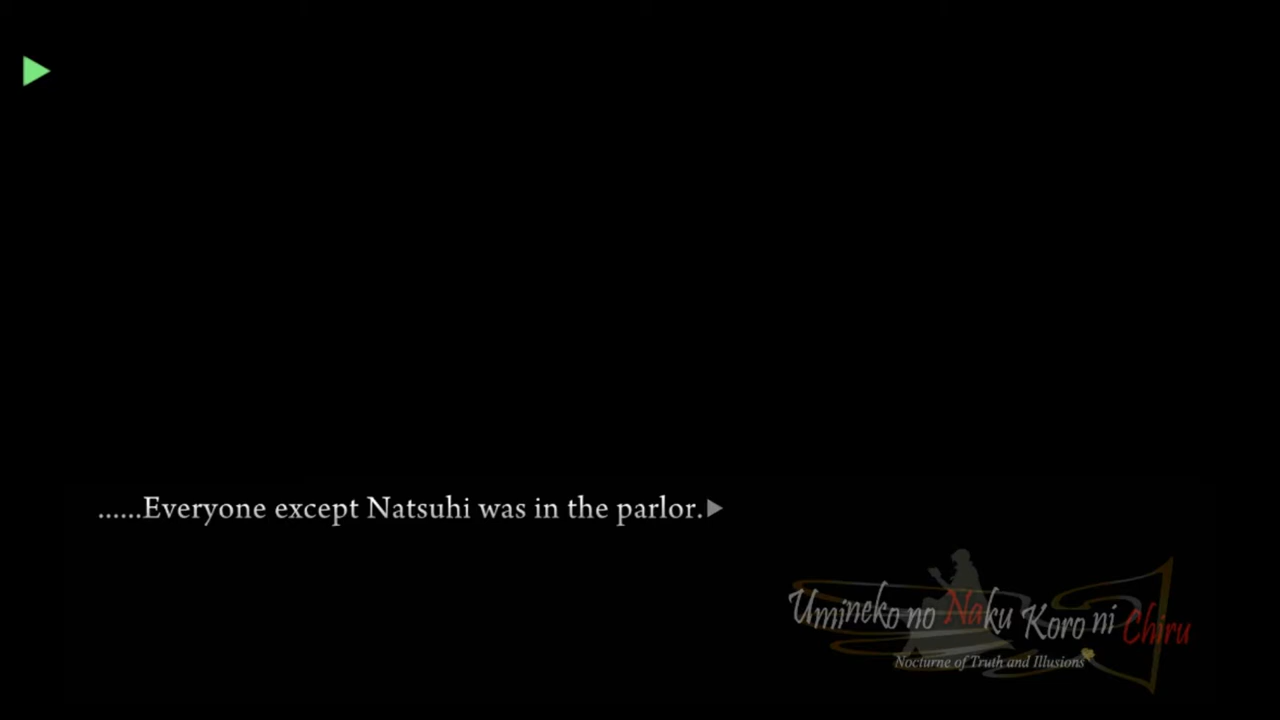 ......Everyone except Natsuhi was in the parlor.
Umineko no Naku Koro ni Chiru
Nocturne of Truth and Illusions